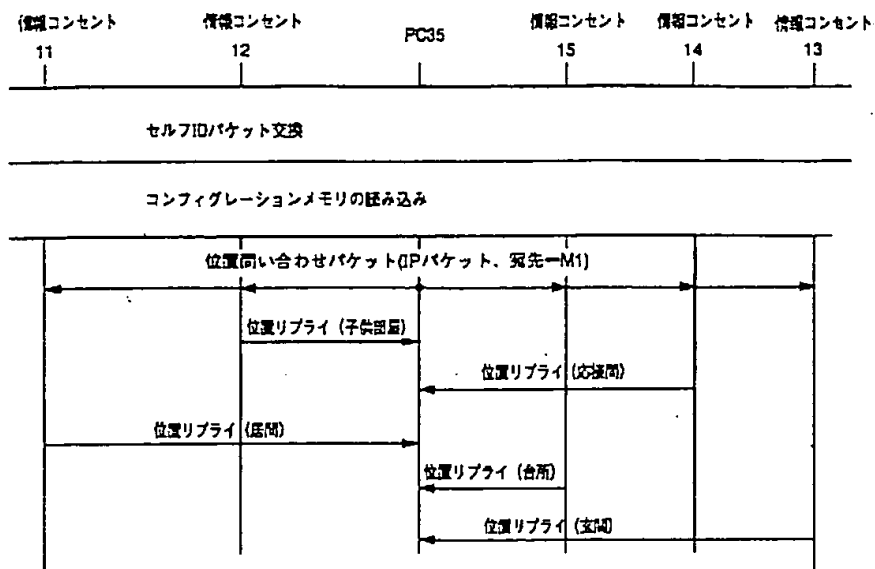 情報コンセント
11
情報コンセント
12
PC35
情報コンセント
15
情報コンセント
14
情報コンセント
13
セルフIDパケット交換
コンフィグレーションメモリの読み込み
位置問い合わせパケット(IPパケット、宛先ーM1)
位置リプライ (子供部屋)
位置リプライ (応接間)
位置リプライ (居間)
位置リプライ (台所)
位置リプライ (玄関)